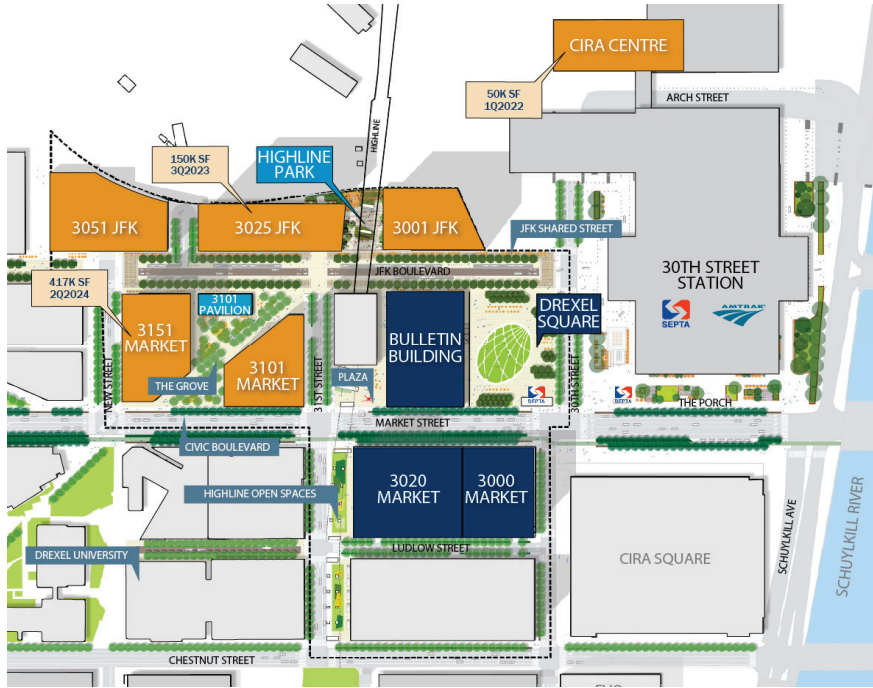 CIRA CENTRE
50K SF
1Q2022
ARCH STREET
HIGHLINE
150K SF
3Q2023
HIGHLINE
PARK
3051 JFK
3025 JFK
3001 JFK
JFK SHARED STREET
JFK BOULEVARD
30TH STREET
STATION
SEPTA
AMTRAK
417K SF
2Q2024
3101
PAVILION
3151
MARKET
DREXEL
SQUARE
BULLETIN
BUILDING
3101
MARKET
THE GROVE
PLAZA
NEW STREET
31ST STREET
30TH STREET
SEPTA
SEPTA
THE PORCH
MARKET STREET
CIVIC BOULEVARD
3020
MARKET
3000
MARKET
HIGHLINE OPEN SPACES
LUDLOW STREET
DREXEL UNIVERSITY
CIRA SQUARE
SCHUYLKILL AVE
SCHUYLKILL RIVER
CHESTNUT STREET